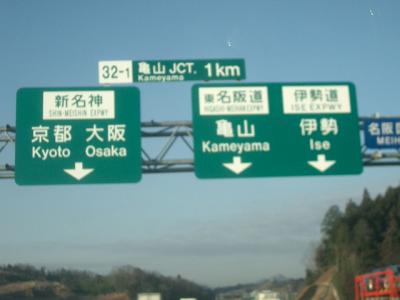 32-1 亀山 JCT. 1km
Kameyama
新名神
SHIN-MEISHIN EXPWY
京都 大阪
Kyoto Osaka
東名阪道
HIGASHI-MEIHAN EXPWY
亀山
Kameyama
伊勢道
ISE EXPWY
伊勢
Ise
名阪
MEIH